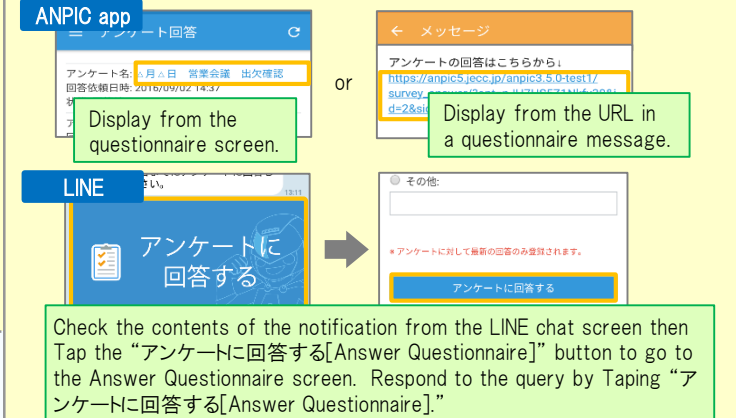 ANPIC app
アンケート回答
アンケート名: △月△日 営業会議 出欠確認
回答依頼日時: 2016/09/02 14:37
Display from the
questionnaire screen.
or
メッセージ
アンケートの回答はこちらから↓
https://anpic5.jecc.jp/anpic3.5.0-test1/
d=2&sid
Display from the URL in
a questionnaire message.
LINE
さい。
13:11
アンケートに
回答する
その他:
* アンケートに対して最新の回答のみ登録されます。
アンケートに回答する
Check the contents of the notification from the LINE chat screen then
Tap the “アンケートに回答する[Answer Questionnaire]” button to go to
the Answer Questionnaire screen. Respond to the query by Taping “ア
ンケートに回答する[Answer Questionnaire].”